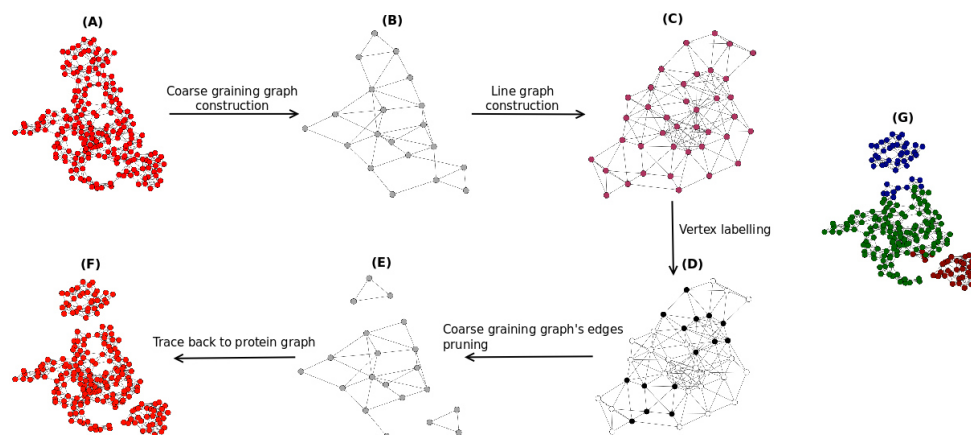 (A)
(B)
(C)
Coarse graining graph
construction
Line graph
construction
(G)
Vertex labelling
(F)
(E)
(D)
Trace back to protein graph
Coarse graining graph's edges
pruning